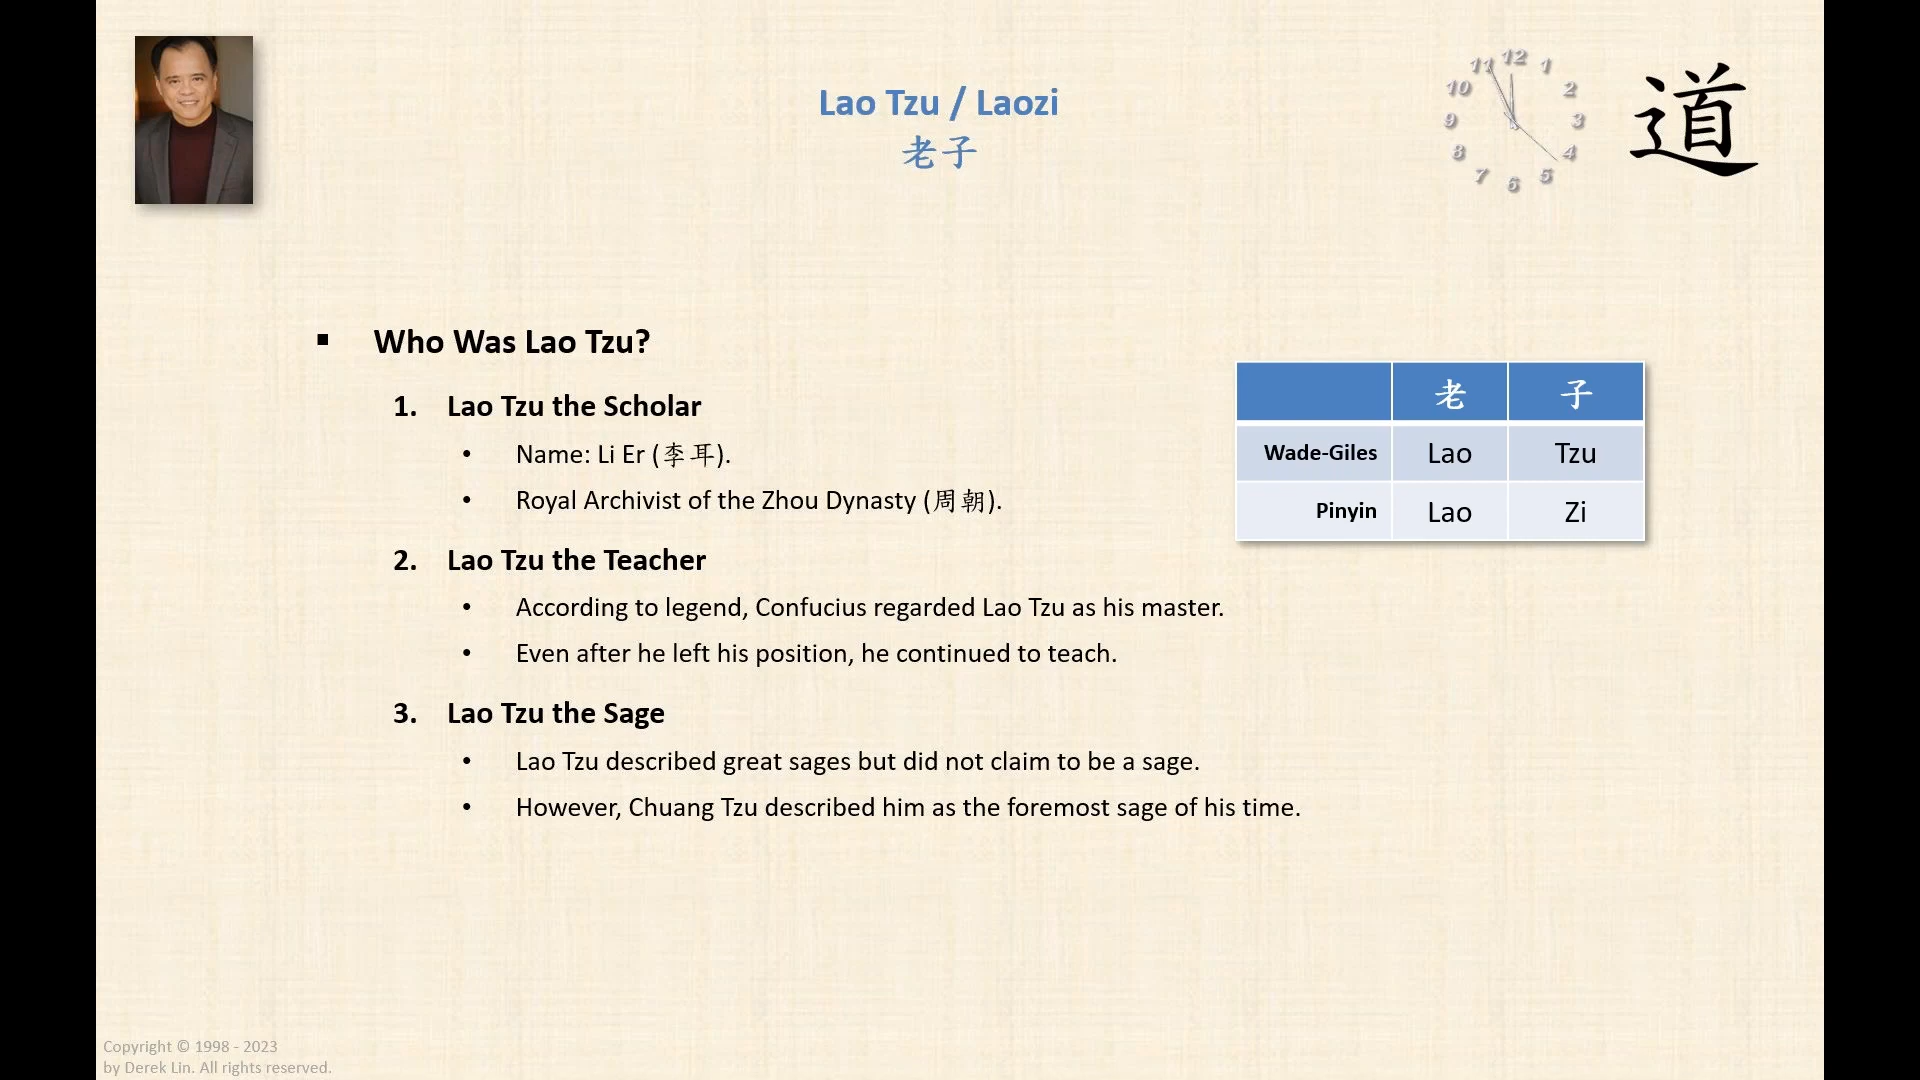 Lao Tzu / Laozi
老子
12
1
2
3
4
5
6
7
8
9
10
11
道
▪ Who Was Lao Tzu?
1. Lao Tzu the Scholar
• Name: Li Er (李耳).
• Royal Archivist of the Zhou Dynasty (周朝).
2. Lao Tzu the Teacher
• According to legend, Confucius regarded Lao Tzu as his master.
• Even after he left his position, he continued to teach.
3. Lao Tzu the Sage
• Lao Tzu described great sages but did not claim to be a sage.
• However, Chuang Tzu described him as the foremost sage of his time.
老 子
Wade-Giles Lao Tzu
Pinyin Lao Zi
Copyright © 1998 - 2023
by Derek Lin. All rights reserved.